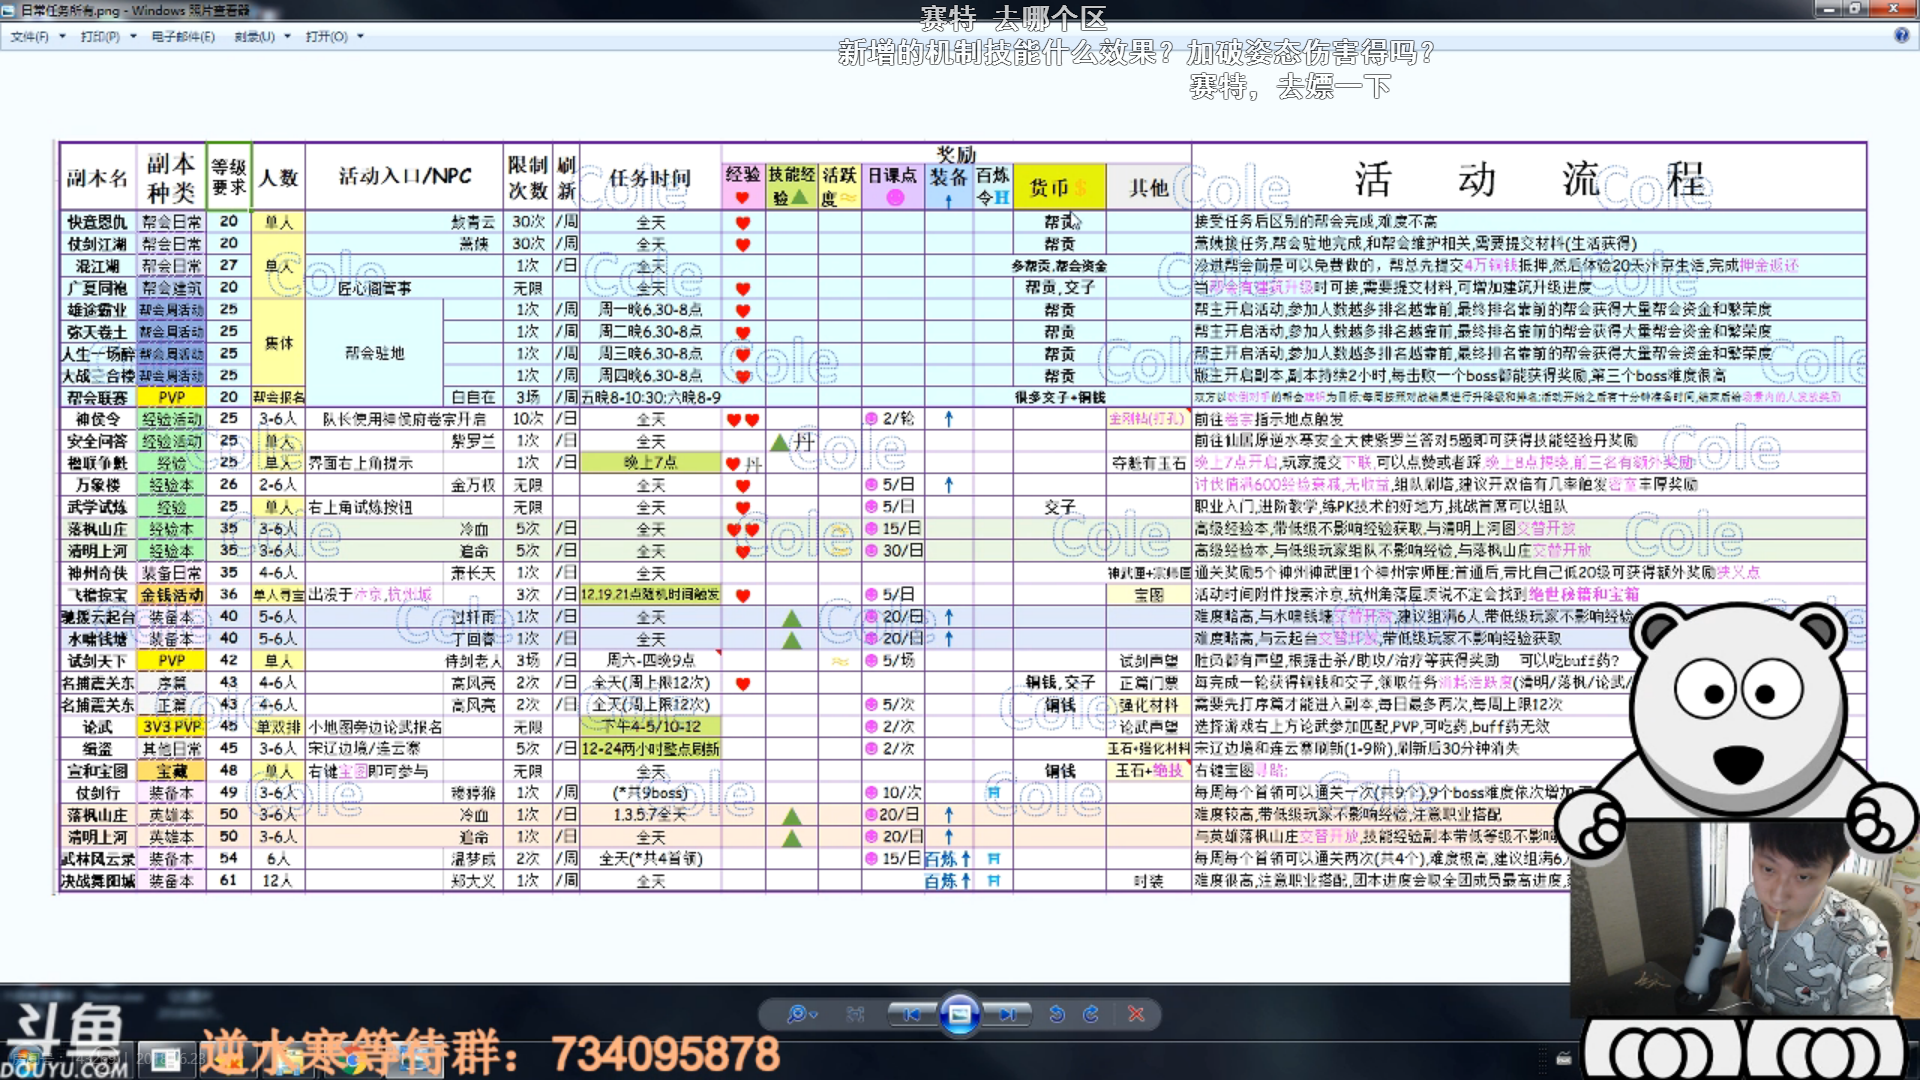 日常任务所有.png - Windows 照片查看器
文件(F) 打印(P) 电子邮件(E) 刻录(U) 打开(O)
赛特 去哪个区
新增的机制技能什么效果？加破姿态伤害得吗？
赛特，去嫖一下
副本名 副本种类 等级要求 人数 活动入口/NPC 限制次数 刷新 任务时间 奖励 活动流程
经验 技能经验 活跃度 日课点 装备 百炼令 货币 其他
快意恩仇 帮会日常 20 单人 敖青云 30次 /周 全天 帮贡 接受任务后区别的帮会完成,难度不高
仗剑江湖 帮会日常 20 萧侠 30次 /周 全天 帮贡 萧姨接任务,帮会驻地完成,和帮会维护相关,需要提交材料(生活获得)
混江湖 帮会日常 27 单人 1次 /日 全天 多帮贡,帮会资金 没进帮会前是可以免费做的，帮总先提交4万铜钱抵押,然后体验20天汴京生活,完成押金返还
广夏同袍 帮会建筑 20 匠心阁管事 无限 全天 帮贡,交子 当帮会有建筑升级时可接,需要提交材料,可增加建筑升级进度
雄途霸业 帮会周活动 25 集体 帮会驻地 1次 /周 周一晚6.30-8点 帮贡 帮主开启活动,参加人数越多排名越靠前,最终排名靠前的帮会获得大量帮会资金和繁荣度
弥天卷土 帮会周活动 25 1次 /周 周二晚6.30-8点 帮贡 帮主开启活动,参加人数越多排名越靠前,最终排名靠前的帮会获得大量帮会资金和繁荣度
人生一场醉 帮会周活动 25 1次 /周 周三晚6.30-8点 帮贡 帮主开启活动,参加人数越多排名越靠前,最终排名靠前的帮会获得大量帮会资金和繁荣度
大战三合楼 帮会周活动 25 1次 /周 周四晚6.30-8点 帮贡 版主开启副本,副本持续2小时,每击败一个boss都能获得奖励,第三个boss难度很高
帮会联赛 PVP 20 帮会报名 白自在 3场 /周 五晚8-10:30;六晚8-9 很多交子+铜钱
神侯令 经验活动 25 3-6人 队长使用神侯府卷宗开启 10次 /日 全天 2/轮 ↑ 金刚钻(打孔) 前往卷宗指示地点触发
安全问答 经验活动 25 单人 紫罗兰 1次 /日 全天 丹 前往仙居原逆水寒安全大使紫罗兰答对5题即可获得技能经验丹奖励
楹联争魁 经验 25 单人 界面右上角提示 1次 /日 晚上7点 丹 夺魁有玉石 晚上7点开启,玩家提交下联,可以点赞或者踩,晚上8点揭晓,前三名有额外奖励
万象楼 经验本 26 2-6人 金万权 无限 全天 5/日 ↑ 讨伐值满600经验衰减,无收益,组队刷塔,建议开双倍有几率触发密室丰厚奖励
武学试炼 经验 25 单人 右上角试炼按钮 无限 全天 5/日 交子 职业入门,进阶教学,练PK技术的好地方,挑战首席可以组队
落枫山庄 经验本 35 3-6人 冷血 5次 /日 全天 15/日 高级经验本,带低级不影响经验获取,与清明上河图交替开放
清明上河 经验本 35 3-6人 追命 5次 /日 全天 30/日 高级经验本,与低级玩家组队不影响经验,与落枫山庄交替开放
神州奇侠 装备日常 35 4-6人 萧长天 1次 /日 全天 神武匣+宗师匣 通关奖励5个神州神武匣1个神州宗师匣;首通后,带比自己低20级可获得额外奖励狭义点
飞檐掠宝 金钱活动 36 单人寻宝 出没于汴京,杭州城 3次 /日 12.19.21点随机时间触发 5/日 宝图 活动时间附件搜素汴京,杭州角落屋顶说不定会找到绝世秘籍和宝箱
驰援云起台 装备本 40 5-6人 过轩雨 1次 /日 全天 20/日 ↑ 难度略高,与水啸钱塘交替开放,建议组满6人,带低级玩家不影响经验
水啸钱塘 装备本 40 5-6人 丁回春 1次 /日 全天 20/日 ↑ 难度略高,与云起台交替开放,带低级玩家不影响经验获取
试剑天下 PVP 42 单人 侍剑老人 3场 /日 周六-四晚9点 5/场 试剑声望 胜负都有声望,根据击杀/助攻/治疗等获得奖励 可以吃buff药?
名捕震关东 序篇 43 4-6人 高风亮 2次 /日 全天(周上限12次) 铜钱,交子 正篇门票 每完成一轮获得铜钱和交子,领取任务消耗活跃度(清明/落枫/论武/
名捕震关东 正篇 43 4-6人 高风亮 2次 /日 全天(周上限12次) 5/次 铜钱 强化材料 需要先打序篇才能进入副本,每日最多两次,每周上限12次
论武 3V3 PVP 45 单双排 小地图旁边论武报名 无限 下午4-5/10-12 2/次 论武声望 选择游戏右上方论武参加匹配,PVP,可吃药,buff药无效
缉盗 其他日常 45 3-6人 宋辽边境/连云寨 5次 /日 12-24两小时整点刷新 2/次 玉石+强化材料 宋辽边境和连云寨刷新(1-9阶),刷新后30分钟消失
宣和宝图 宝藏 48 单人 右键宝图即可参与 无限 全天 铜钱 玉石+绝技 右键宝图寻踪;
仗剑行 装备本 49 3-6人 穆婷猴 1次 /周 (*共9boss) 10/次 每周每个首领可以通关一次(共9个),9个boss难度依次增加
落枫山庄 英雄本 50 3-6人 冷血 1次 /日 1.3.5.7全天 20/日 ↑ 难度较高,带低级玩家不影响经验,注意职业搭配
清明上河 英雄本 50 3-6人 追命 1次 /日 全天 20/日 ↑ 与英雄落枫山庄交替开放,技能经验副本带低等级不影响
武林风云录 装备本 54 6人 温梦成 2次 /周 全天(*共4首领) 15/日 百炼↑ 每周每个首领可以通关两次(共4个),难度极高,建议组满6人
决战舞阳城 装备本 61 12人 郑大义 1次 /周 全天 百炼↑ 时装 难度很高,注意职业搭配,团本进度会取全团成员最高进度,
Cole
斗鱼
DOUYU.COM
逆水寒等待群：734095878